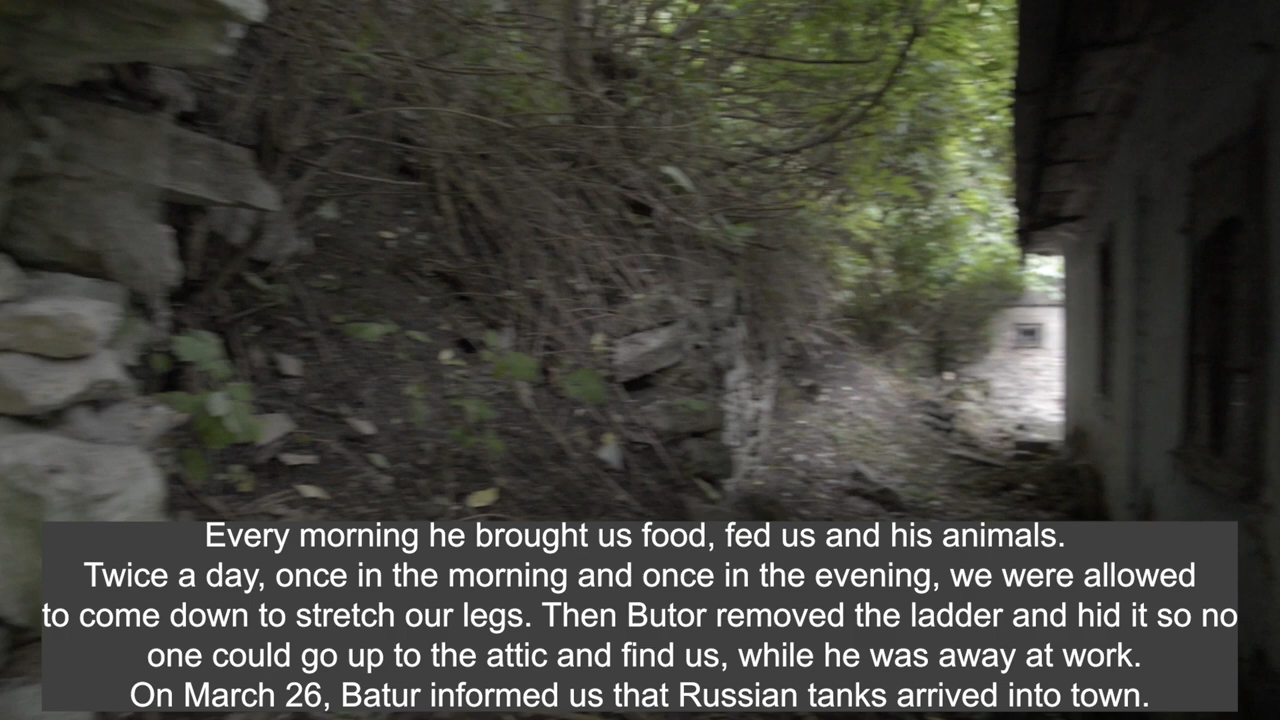 Every morning he brought us food, fed us and his animals.
Twice a day, once in the morning and once in the evening, we were allowed
to come down to stretch our legs. Then Butor removed the ladder and hid it so no
one could go up to the attic and find us, while he was away at work.
On March 26, Batur informed us that Russian tanks arrived into town.